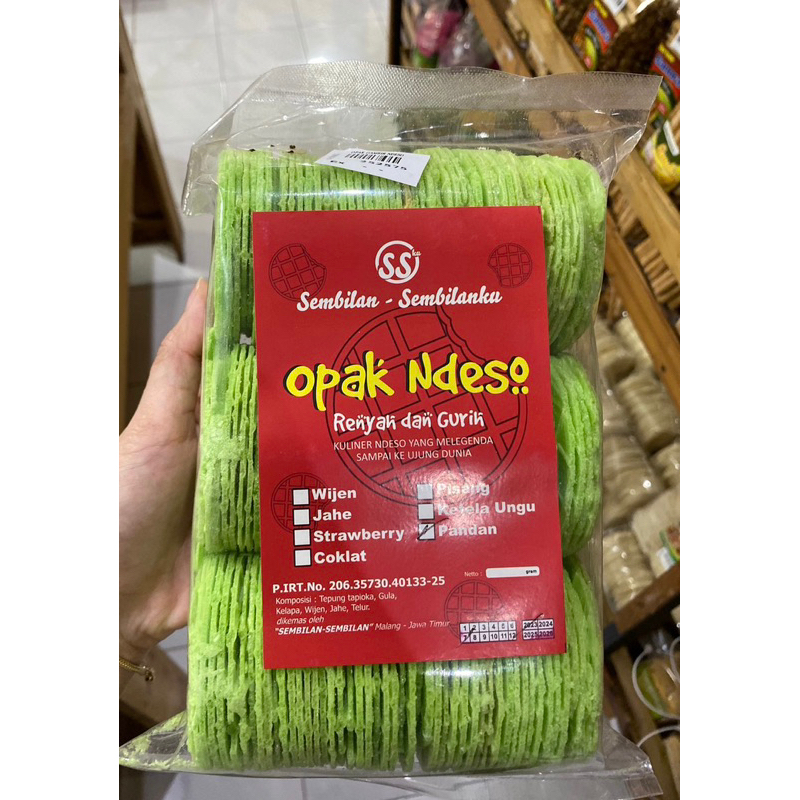 SS ku
Sembilan - Sembilanku
Opak Ndeso
Renyah dan Gurih
KULINER NDESO YANG MELEGENDA
SAMPAI KE UJUNG DUNIA
Wijen
Jahe
Strawberry
Coklat
Pisang
Ketela Ungu
Pandan
Netto : gram
P.IRT.No. 206.35730.40133-25
Komposisi : Tepung tapioka, Gula,
Kelapa, Wijen, Jahe, Telur.
dikemas oleh
"SEMBILAN-SEMBILAN" Malang - Jawa Timur
1 2 3 4 5 6 2023 2024
7 8 9 10 11 12 2025 2026